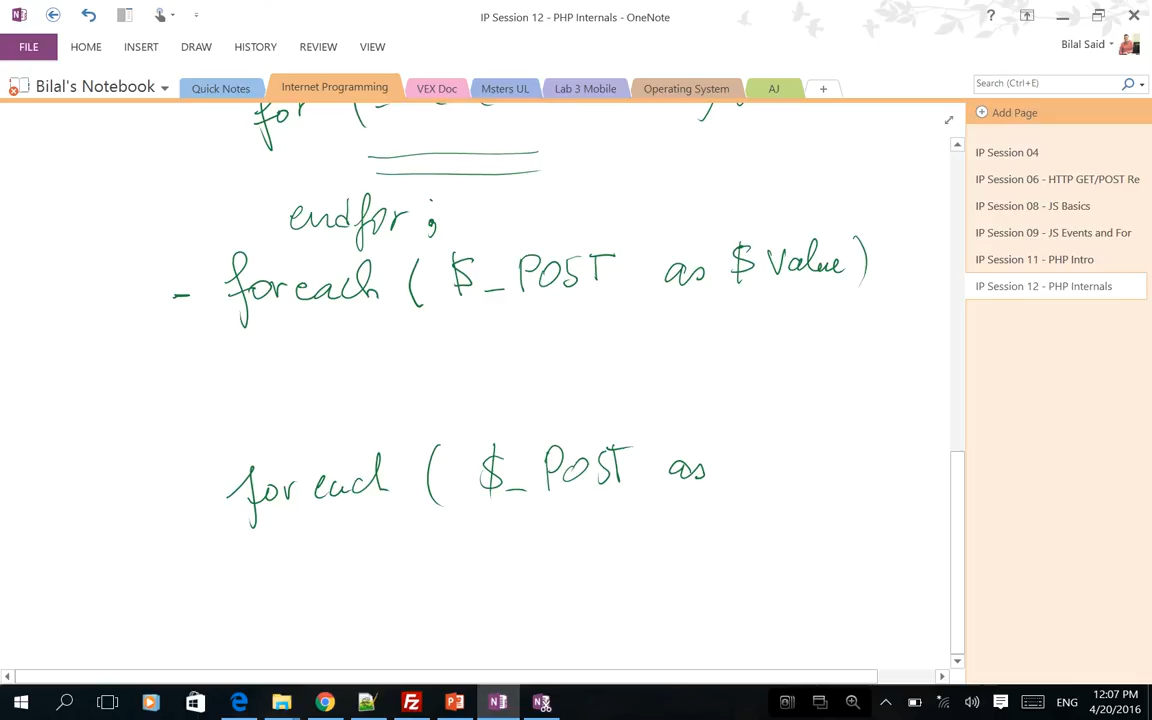 IP Session 12 - PHP Internals - OneNote
?
FILE HOME INSERT DRAW HISTORY REVIEW VIEW
Bilal Said
Bilal's Notebook
Quick Notes
Internet Programming
VEX Doc
Msters UL
Lab 3 Mobile
Operating System
AJ
Search (Ctrl+E)
Add Page
IP Session 04
IP Session 06 - HTTP GET/POST Re
IP Session 08 - JS Basics
IP Session 09 - JS Events and For
IP Session 11 - PHP Intro
IP Session 12 - PHP Internals
for (
endfor ;
- foreach ( $_POST as $ Value )
foreach ( $_POST as
ENG
12:07 PM
4/20/2016